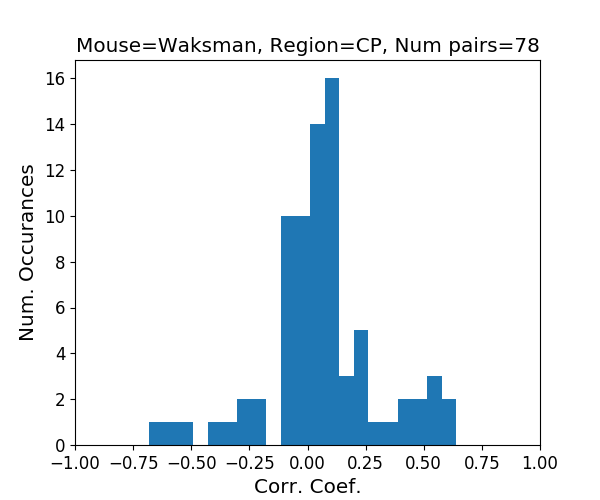 Mouse=Waksman, Region=CP, Num pairs=78
16
14
12
10
8
6
4
2
0
Num. Occurances
−1.00 −0.75 −0.50 −0.25 0.00 0.25 0.50 0.75 1.00
Corr. Coef.